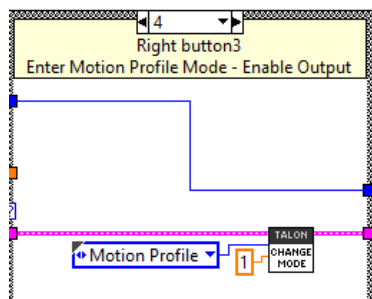 4
Right button3
Enter Motion Profile Mode - Enable Output
TALON
Motion Profile
CHANGE
1
MODE